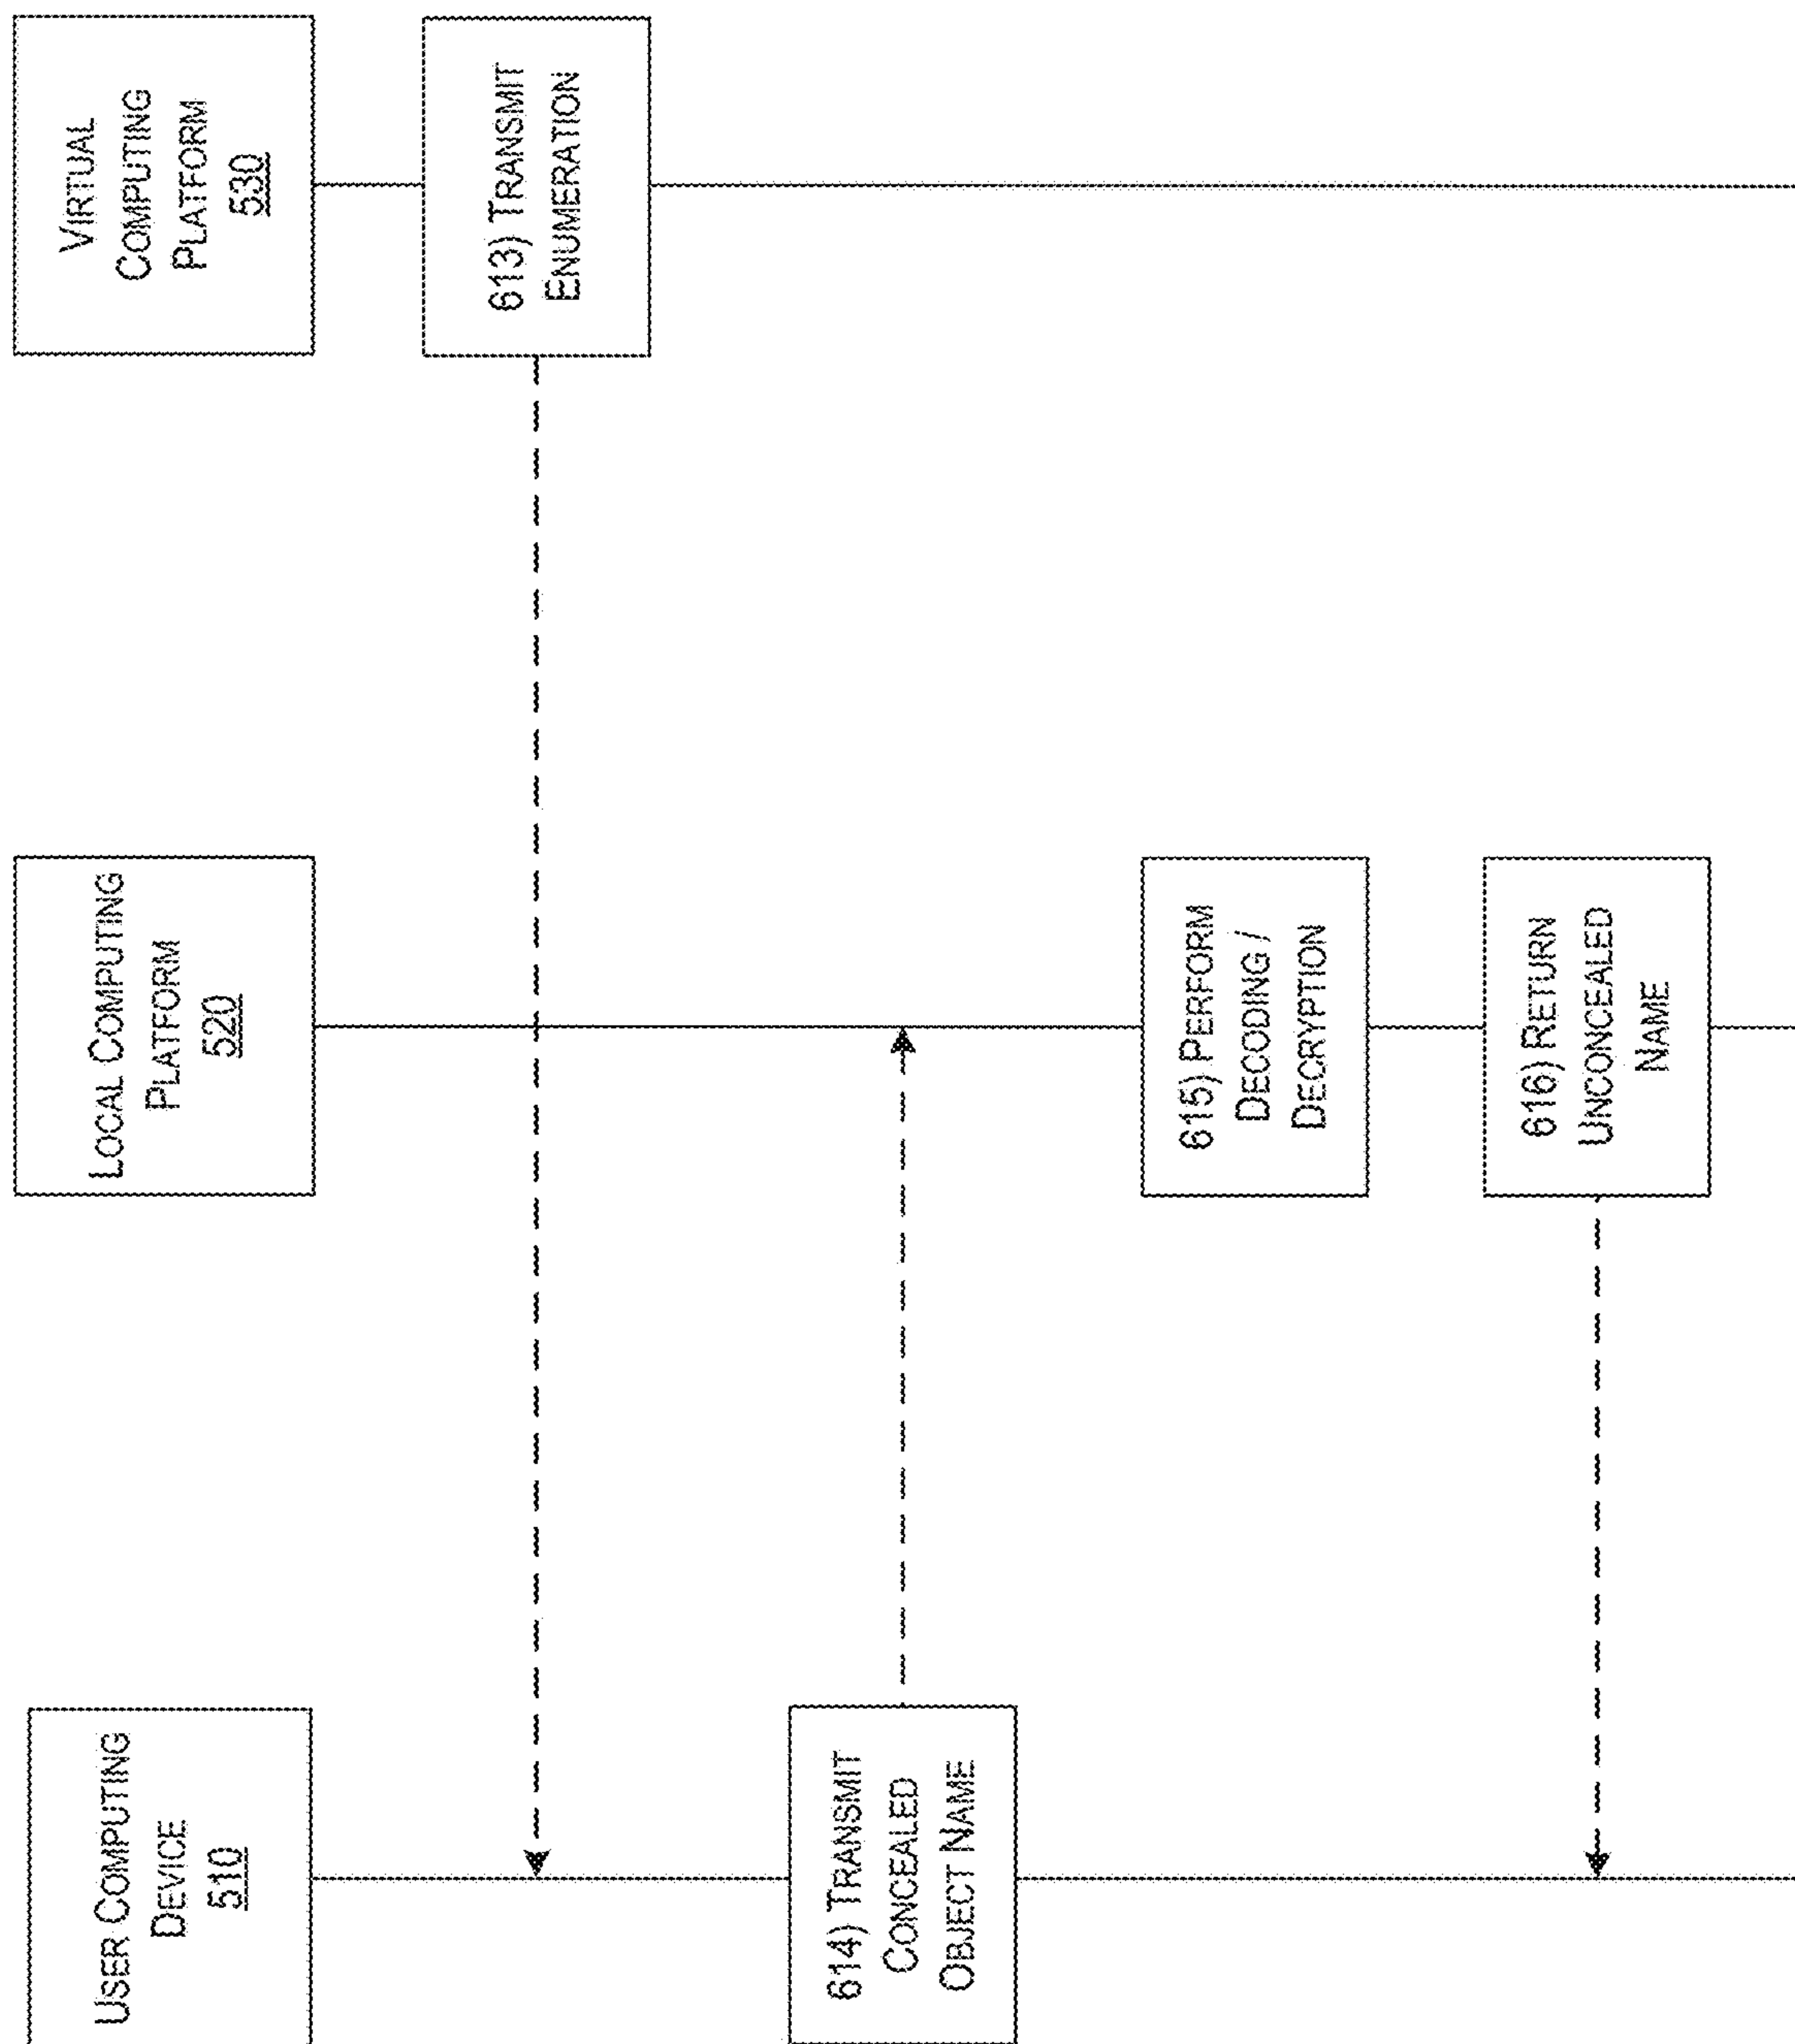 USER COMPUTING
DEVICE
510
LOCAL COMPUTING
PLATFORM
520
VIRTUAL
COMPUTING
PLATFORM
530
613) TRANSMIT
ENUMERATION
614) TRANSMIT
CONCEALED
OBJECT NAME
615) PERFORM
DECODING /
DECRYPTION
616) RETURN
UNCONCEALED
NAME